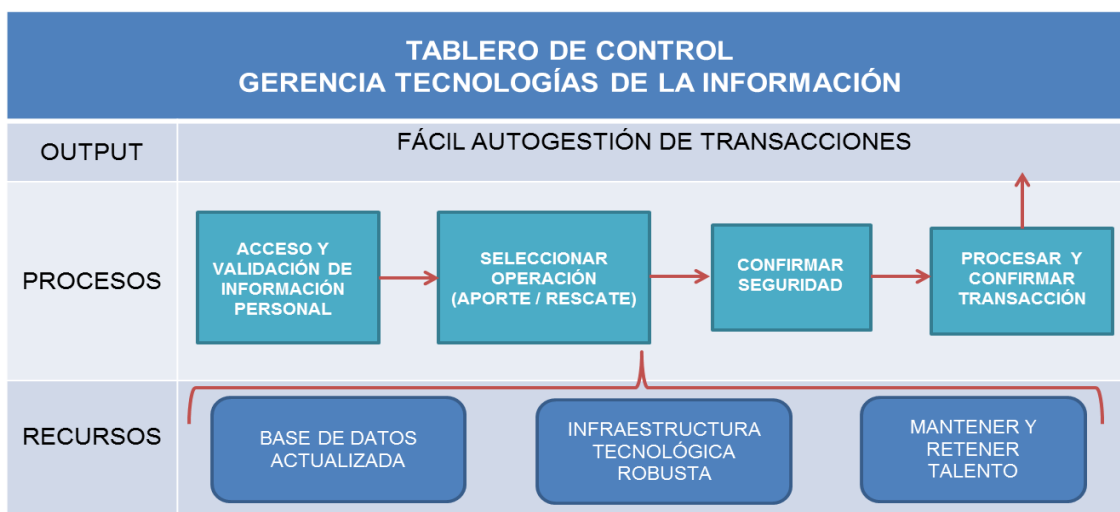 TABLERO DE CONTROL
GERENCIA TECNOLOGÍAS DE LA INFORMACIÓN
OUTPUT
FÁCIL AUTOGESTIÓN DE TRANSACCIONES
PROCESOS
ACCESO Y
VALIDACIÓN DE
INFORMACIÓN
PERSONAL
SELECCIONAR
OPERACIÓN
(APORTE / RESCATE)
CONFIRMAR
SEGURIDAD
PROCESAR Y
CONFIRMAR
TRANSACCIÓN
RECURSOS
BASE DE DATOS
ACTUALIZADA
INFRAESTRUCTURA
TECNOLÓGICA
ROBUSTA
MANTENER Y
RETENER
TALENTO